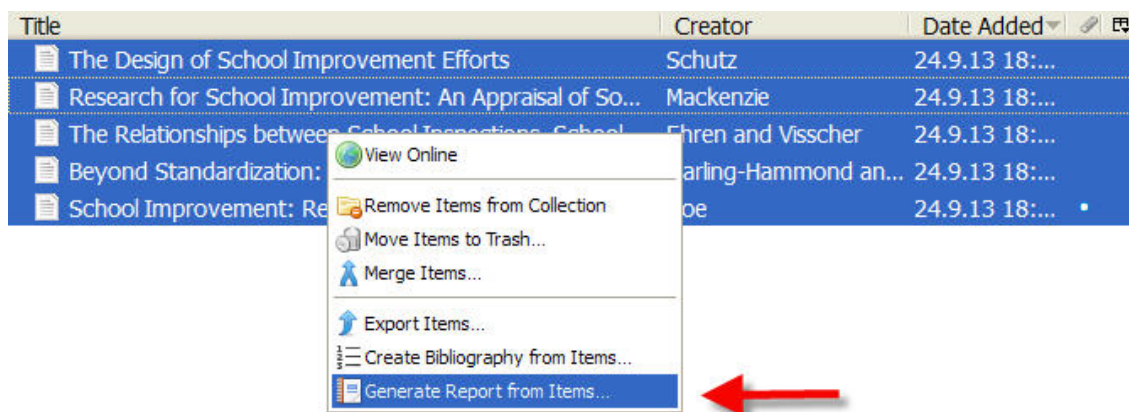 Title Creator Date Added
The Design of School Improvement Efforts Schutz 24.9.13 18:...
Research for School Improvement: An Appraisal of So... Mackenzie 24.9.13 18:...
The Relationships between School Inspections, School Ehren and Visscher 24.9.13 18:...
View Online
Beyond Standardization: arling-Hammond an... 24.9.13 18:...
School Improvement: Re oe 24.9.13 18:...
Remove Items from Collection
Move Items to Trash...
Merge Items...
Export Items...
Create Bibliography from Items...
Generate Report from Items...